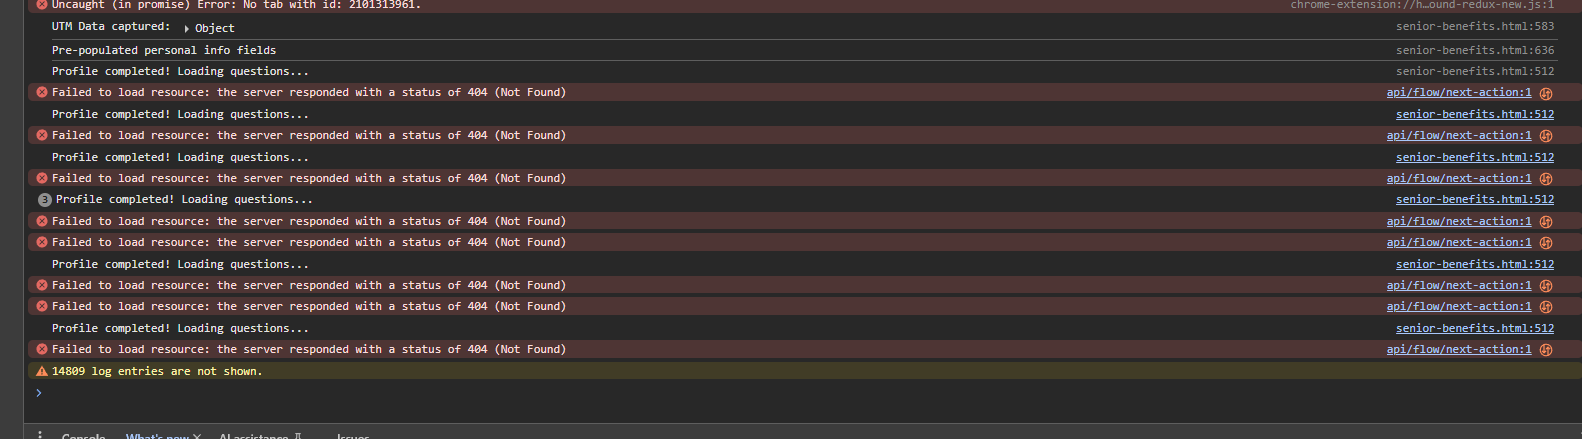 Uncaught (in promise) Error: No tab with id: 2101313961. chrome-extension://h…ound-redux-new.js:1
UTM Data captured: ▸ Object senior-benefits.html:583
Pre-populated personal info fields senior-benefits.html:636
Profile completed! Loading questions... senior-benefits.html:512
Failed to load resource: the server responded with a status of 404 (Not Found) api/flow/next-action:1
Profile completed! Loading questions... senior-benefits.html:512
Failed to load resource: the server responded with a status of 404 (Not Found) api/flow/next-action:1
Profile completed! Loading questions... senior-benefits.html:512
Failed to load resource: the server responded with a status of 404 (Not Found) api/flow/next-action:1
3 Profile completed! Loading questions... senior-benefits.html:512
Failed to load resource: the server responded with a status of 404 (Not Found) api/flow/next-action:1
Failed to load resource: the server responded with a status of 404 (Not Found) api/flow/next-action:1
Profile completed! Loading questions... senior-benefits.html:512
Failed to load resource: the server responded with a status of 404 (Not Found) api/flow/next-action:1
Failed to load resource: the server responded with a status of 404 (Not Found) api/flow/next-action:1
Profile completed! Loading questions... senior-benefits.html:512
Failed to load resource: the server responded with a status of 404 (Not Found) api/flow/next-action:1
14809 log entries are not shown.
Console What's new AI assistance Issues